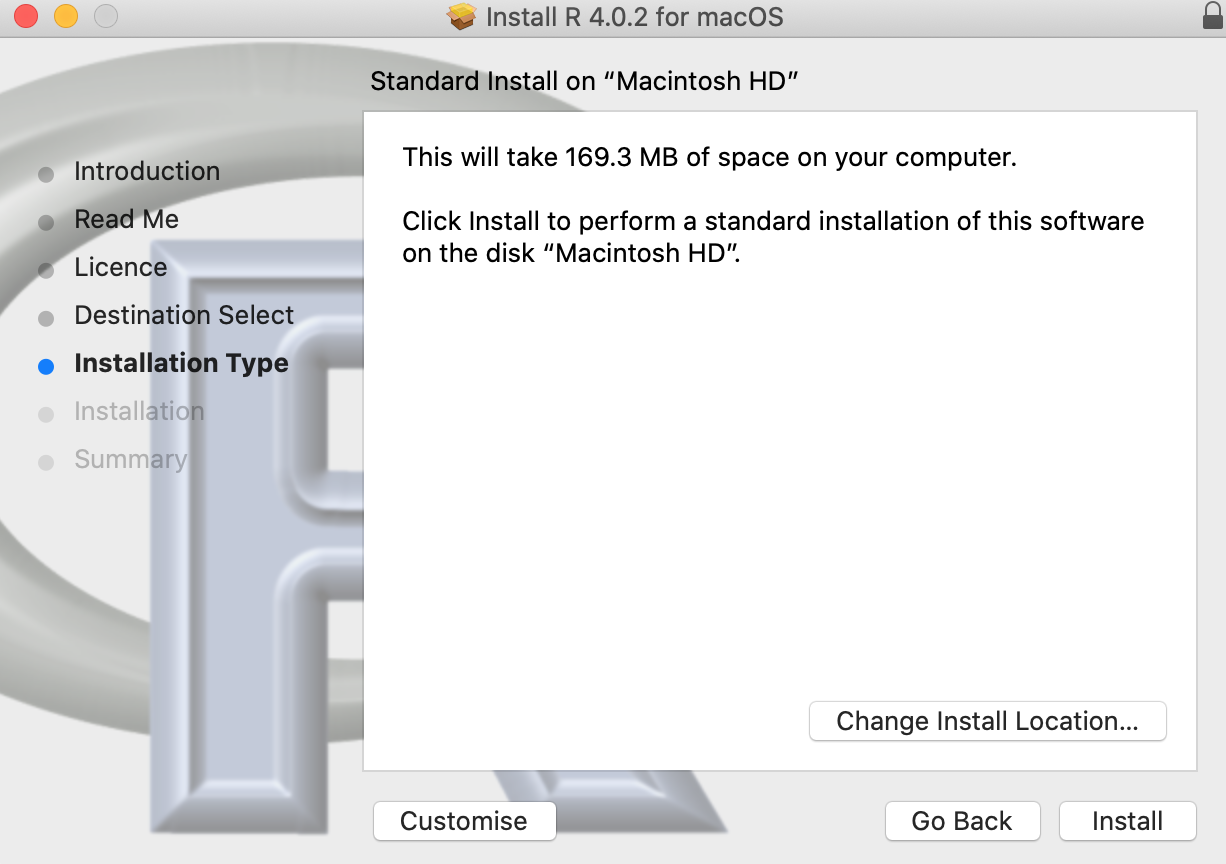 Install R 4.0.2 for macOS
Standard Install on “Macintosh HD”
Introduction
Read Me
Licence
Destination Select
Installation Type
Installation
Summary
This will take 169.3 MB of space on your computer.
Click Install to perform a standard installation of this software
on the disk “Macintosh HD”.
Change Install Location...
Customise
Go Back
Install